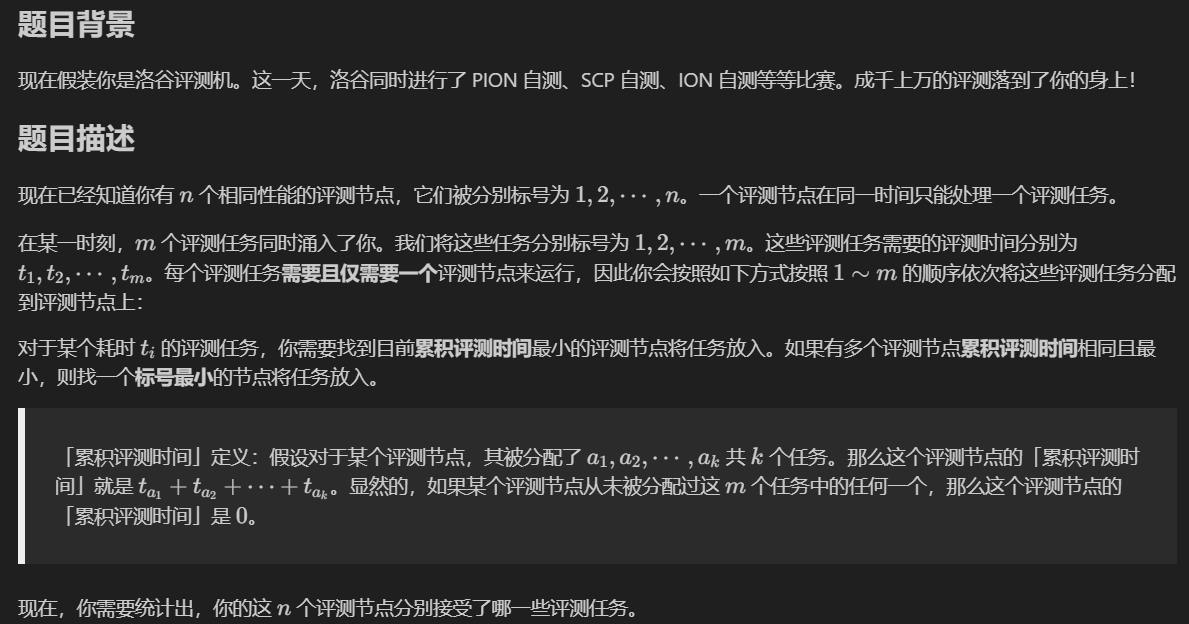 题目背景
现在假装你是洛谷评测机。这一天，洛谷同时进行了 PION 自测、SCP 自测、ION 自测等等比赛。成千上万的评测落到了你的身上！
题目描述
现在已经知道你有 n 个相同性能的评测节点，它们被分别标号为 1, 2, ⋯ , n。一个评测节点在同一时间只能处理一个评测任务。
在某一时刻，m 个评测任务同时涌入了你。我们将这些任务分别标号为 1, 2, ⋯ , m。这些评测任务需要的评测时间分别为
t₁, t₂, ⋯ , tₘ。每个评测任务需要且仅需要一个评测节点来运行，因此你会按照如下方式按照 1 ∼ m 的顺序依次将这些评测任务分配
到评测节点上：
对于某个耗时 tᵢ 的评测任务，你需要找到目前累积评测时间最小的评测节点将任务放入。如果有多个评测节点累积评测时间相同且最
小，则找一个标号最小的节点将任务放入。
「累积评测时间」定义：假设对于某个评测节点，其被分配了 a₁, a₂, ⋯ , aₖ 共 k 个任务。那么这个评测节点的「累积评测时
间」就是 t_{a₁} + t_{a₂} + ⋯ + t_{aₖ}。显然的，如果某个评测节点从未被分配过这 m 个任务中的任何一个，那么这个评测节点的
「累积评测时间」是 0。
现在，你需要统计出，你的这 n 个评测节点分别接受了哪一些评测任务。